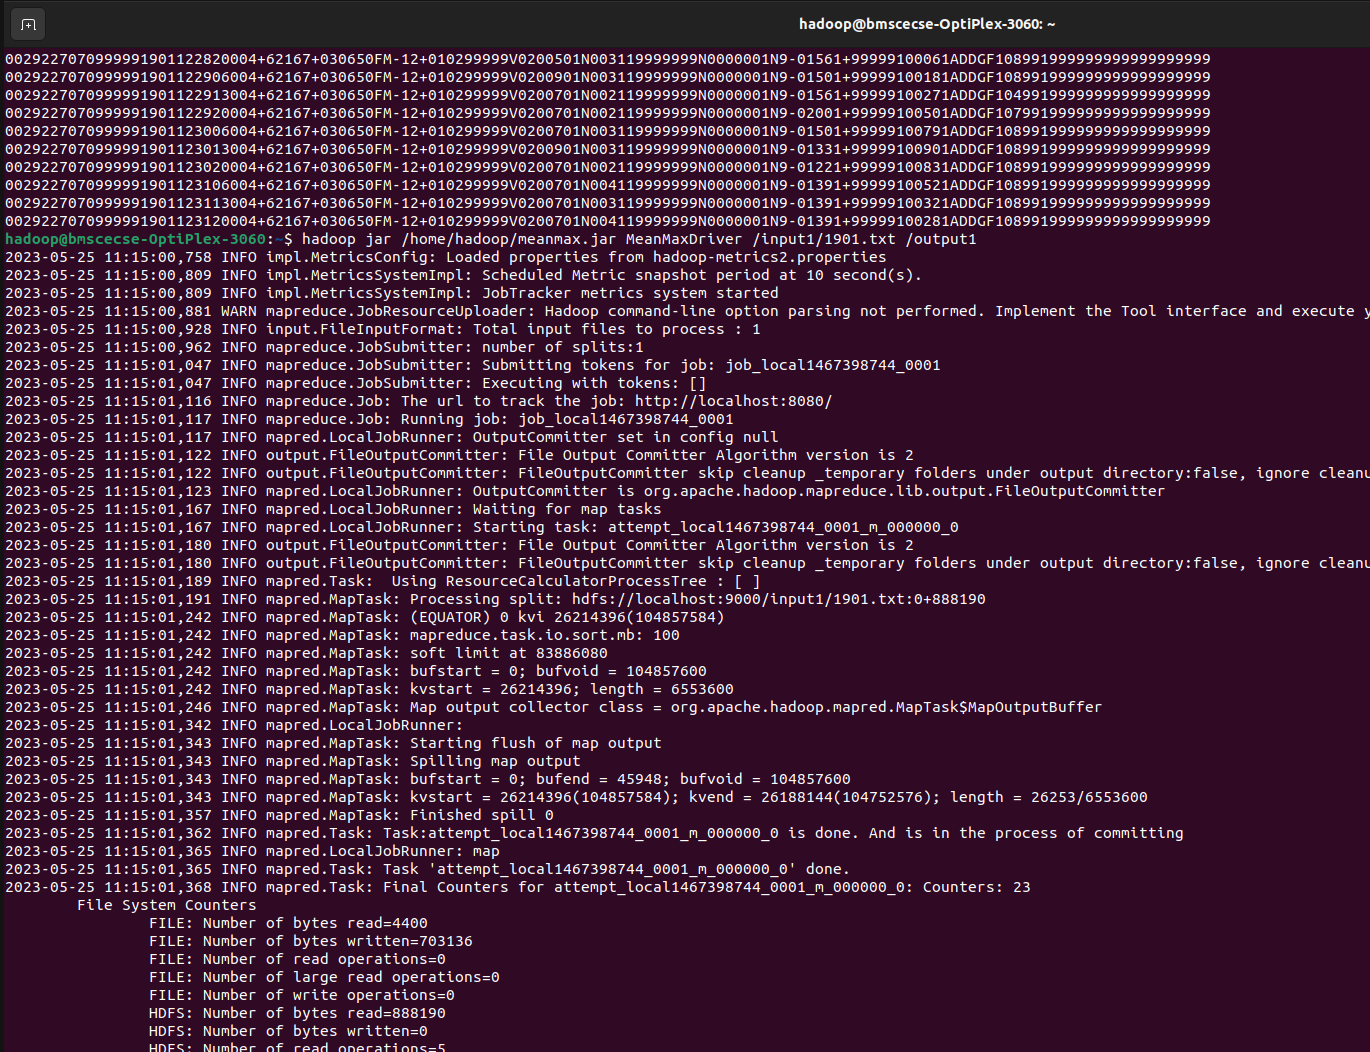 hadoop@bmscecse-OptiPlex-3060: ~
0029227070999991901122820004+62167+030650FM-12+010299999V0200501N003119999999N0000001N9-01561+99999100061ADDGF108991999999999999999999
0029227070999991901122906004+62167+030650FM-12+010299999V0200901N003119999999N0000001N9-01501+99999100181ADDGF108991999999999999999999
0029227070999991901122913004+62167+030650FM-12+010299999V0200701N002119999999N0000001N9-01561+99999100271ADDGF104991999999999999999999
0029227070999991901122920004+62167+030650FM-12+010299999V0200701N002119999999N0000001N9-02001+99999100501ADDGF107991999999999999999999
0029227070999991901123006004+62167+030650FM-12+010299999V0200701N003119999999N0000001N9-01501+99999100791ADDGF108991999999999999999999
0029227070999991901123013004+62167+030650FM-12+010299999V0200901N003119999999N0000001N9-01331+99999100901ADDGF108991999999999999999999
0029227070999991901123020004+62167+030650FM-12+010299999V0200701N002119999999N0000001N9-01221+99999100831ADDGF108991999999999999999999
0029227070999991901123106004+62167+030650FM-12+010299999V0200701N004119999999N0000001N9-01391+99999100521ADDGF108991999999999999999999
0029227070999991901123113004+62167+030650FM-12+010299999V0200701N003119999999N0000001N9-01391+99999100321ADDGF108991999999999999999999
0029227070999991901123120004+62167+030650FM-12+010299999V0200701N004119999999N0000001N9-01391+99999100281ADDGF108991999999999999999999
hadoop@bmscecse-OptiPlex-3060:~$ hadoop jar /home/hadoop/meanmax.jar MeanMaxDriver /input1/1901.txt /output1
2023-05-25 11:15:00,758 INFO impl.MetricsConfig: Loaded properties from hadoop-metrics2.properties
2023-05-25 11:15:00,809 INFO impl.MetricsSystemImpl: Scheduled Metric snapshot period at 10 second(s).
2023-05-25 11:15:00,809 INFO impl.MetricsSystemImpl: JobTracker metrics system started
2023-05-25 11:15:00,881 WARN mapreduce.JobResourceUploader: Hadoop command-line option parsing not performed. Implement the Tool interface and execute y
2023-05-25 11:15:00,928 INFO input.FileInputFormat: Total input files to process : 1
2023-05-25 11:15:00,962 INFO mapreduce.JobSubmitter: number of splits:1
2023-05-25 11:15:01,047 INFO mapreduce.JobSubmitter: Submitting tokens for job: job_local1467398744_0001
2023-05-25 11:15:01,047 INFO mapreduce.JobSubmitter: Executing with tokens: []
2023-05-25 11:15:01,116 INFO mapreduce.Job: The url to track the job: http://localhost:8080/
2023-05-25 11:15:01,117 INFO mapreduce.Job: Running job: job_local1467398744_0001
2023-05-25 11:15:01,117 INFO mapred.LocalJobRunner: OutputCommitter set in config null
2023-05-25 11:15:01,122 INFO output.FileOutputCommitter: File Output Committer Algorithm version is 2
2023-05-25 11:15:01,122 INFO output.FileOutputCommitter: FileOutputCommitter skip cleanup _temporary folders under output directory:false, ignore cleanu
2023-05-25 11:15:01,123 INFO mapred.LocalJobRunner: OutputCommitter is org.apache.hadoop.mapreduce.lib.output.FileOutputCommitter
2023-05-25 11:15:01,167 INFO mapred.LocalJobRunner: Waiting for map tasks
2023-05-25 11:15:01,167 INFO mapred.LocalJobRunner: Starting task: attempt_local1467398744_0001_m_000000_0
2023-05-25 11:15:01,180 INFO output.FileOutputCommitter: File Output Committer Algorithm version is 2
2023-05-25 11:15:01,180 INFO output.FileOutputCommitter: FileOutputCommitter skip cleanup _temporary folders under output directory:false, ignore cleanu
2023-05-25 11:15:01,189 INFO mapred.Task:  Using ResourceCalculatorProcessTree : [ ]
2023-05-25 11:15:01,191 INFO mapred.MapTask: Processing split: hdfs://localhost:9000/input1/1901.txt:0+888190
2023-05-25 11:15:01,242 INFO mapred.MapTask: (EQUATOR) 0 kvi 26214396(104857584)
2023-05-25 11:15:01,242 INFO mapred.MapTask: mapreduce.task.io.sort.mb: 100
2023-05-25 11:15:01,242 INFO mapred.MapTask: soft limit at 83886080
2023-05-25 11:15:01,242 INFO mapred.MapTask: bufstart = 0; bufvoid = 104857600
2023-05-25 11:15:01,242 INFO mapred.MapTask: kvstart = 26214396; length = 6553600
2023-05-25 11:15:01,246 INFO mapred.MapTask: Map output collector class = org.apache.hadoop.mapred.MapTask$MapOutputBuffer
2023-05-25 11:15:01,342 INFO mapred.LocalJobRunner:
2023-05-25 11:15:01,343 INFO mapred.MapTask: Starting flush of map output
2023-05-25 11:15:01,343 INFO mapred.MapTask: Spilling map output
2023-05-25 11:15:01,343 INFO mapred.MapTask: bufstart = 0; bufend = 45948; bufvoid = 104857600
2023-05-25 11:15:01,343 INFO mapred.MapTask: kvstart = 26214396(104857584); kvend = 26188144(104752576); length = 26253/6553600
2023-05-25 11:15:01,357 INFO mapred.MapTask: Finished spill 0
2023-05-25 11:15:01,362 INFO mapred.Task: Task:attempt_local1467398744_0001_m_000000_0 is done. And is in the process of committing
2023-05-25 11:15:01,365 INFO mapred.LocalJobRunner: map
2023-05-25 11:15:01,365 INFO mapred.Task: Task 'attempt_local1467398744_0001_m_000000_0' done.
2023-05-25 11:15:01,368 INFO mapred.Task: Final Counters for attempt_local1467398744_0001_m_000000_0: Counters: 23
File System Counters
FILE: Number of bytes read=4400
FILE: Number of bytes written=703136
FILE: Number of read operations=0
FILE: Number of large read operations=0
FILE: Number of write operations=0
HDFS: Number of bytes read=888190
HDFS: Number of bytes written=0
HDFS: Number of read operations=5